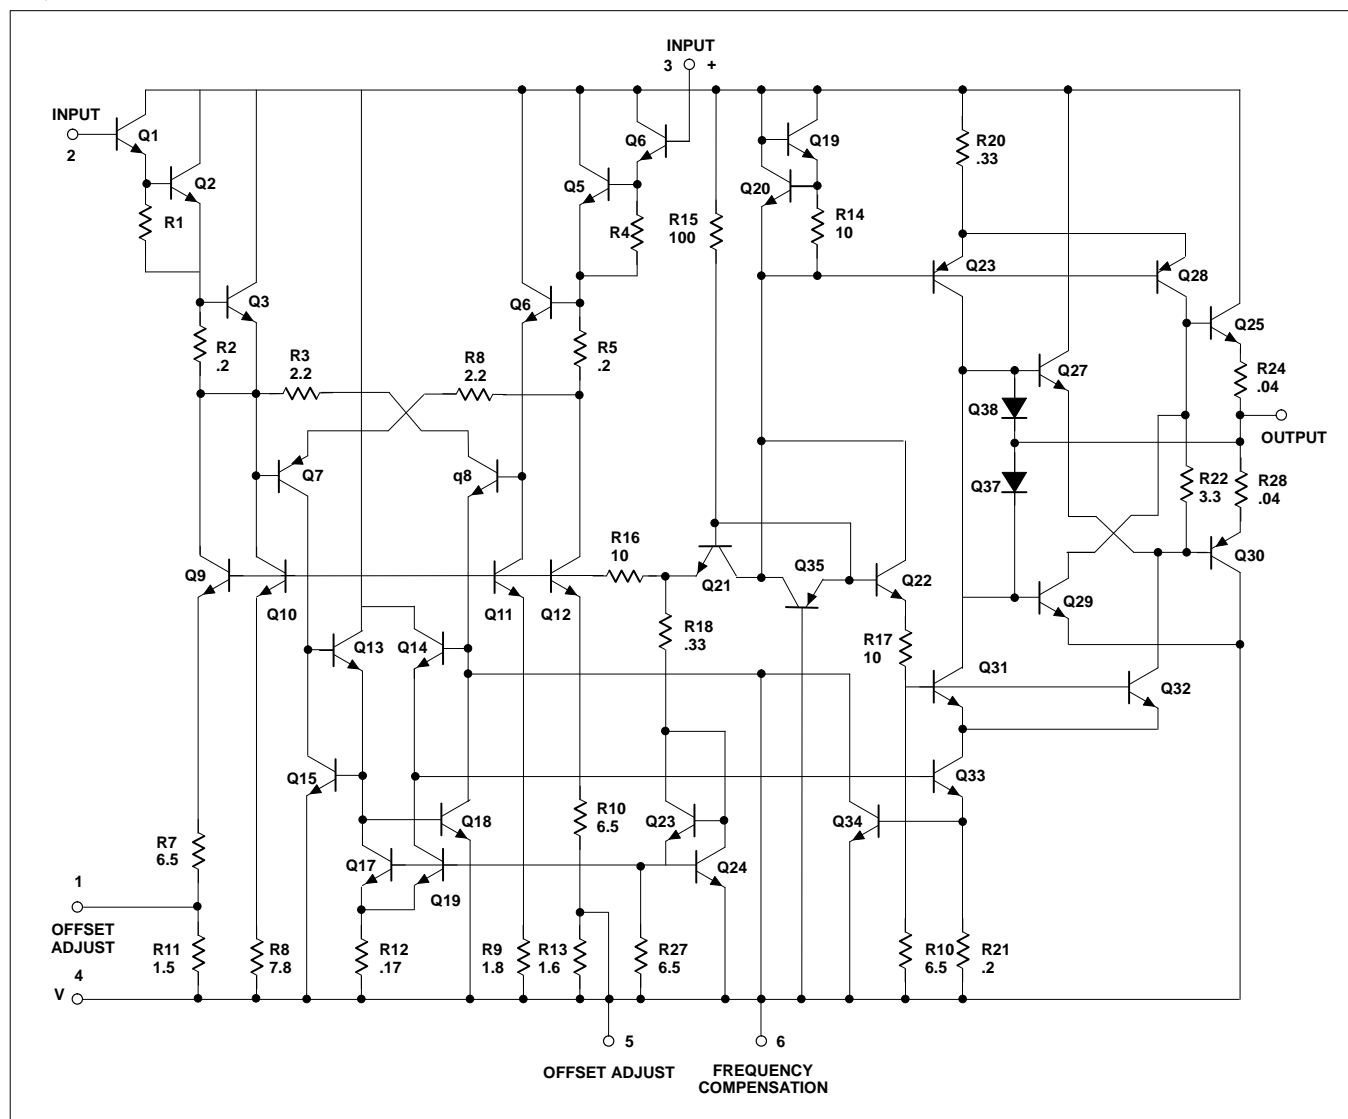 INPUT
3 +
INPUT
2
Q1
Q2
R1
Q3
R2
.2
R3
2.2
R8
2.2
Q6
Q5
R4
Q6
R5
.2
R15
100
Q19
Q20
R14
10
R20
.33
Q23
Q28
Q25
R24
.04
OUTPUT
Q27
Q38
Q37
R22
3.3
R28
.04
Q30
Q29
Q7
q8
Q9
Q10
Q11
Q12
R16
10
Q21
Q35
Q22
R18
.33
R17
10
Q13
Q14
Q31
Q32
Q15
Q18
Q33
Q34
R10
6.5
Q23
Q24
Q17
Q19
R7
6.5
1
OFFSET
ADJUST
R11
1.5
R8
7.8
R12
.17
R9
1.8
R13
1.6
R27
6.5
R10
6.5
R21
.2
4
V
5
OFFSET ADJUST
6
FREQUENCY
COMPENSATION